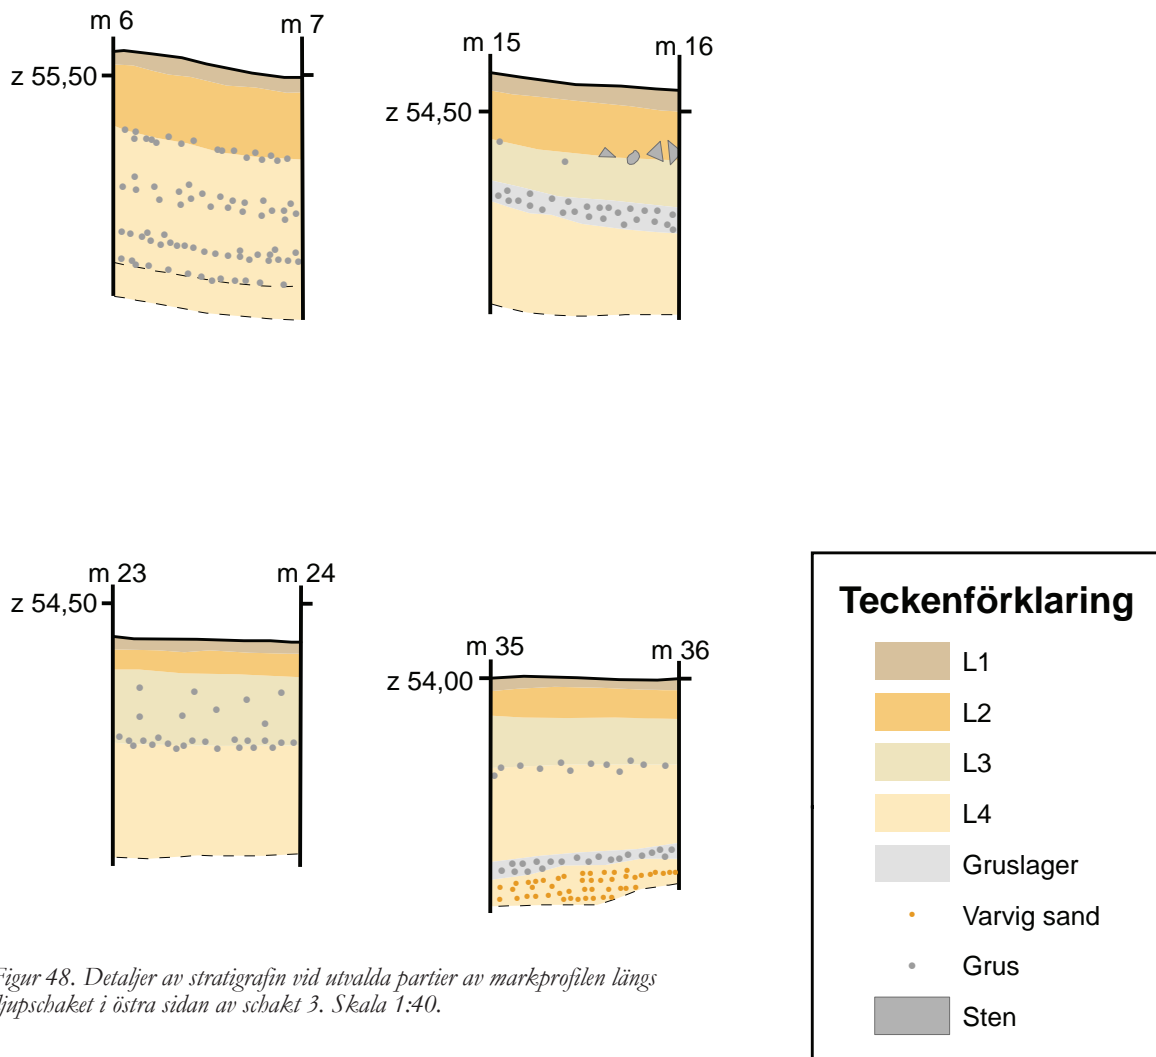 m 6
m 7
z 55,50
m 15
m 16
z 54,50
m 23
m 24
z 54,50
m 35
m 36
z 54,00
Teckenförklaring
L1
L2
L3
L4
Gruslager
Varvig sand
Grus
Sten
Figur 48. Detaljer av stratigrafin vid utvalda partier av markprofilen längs
djupschaket i östra sidan av schakt 3. Skala 1:40.